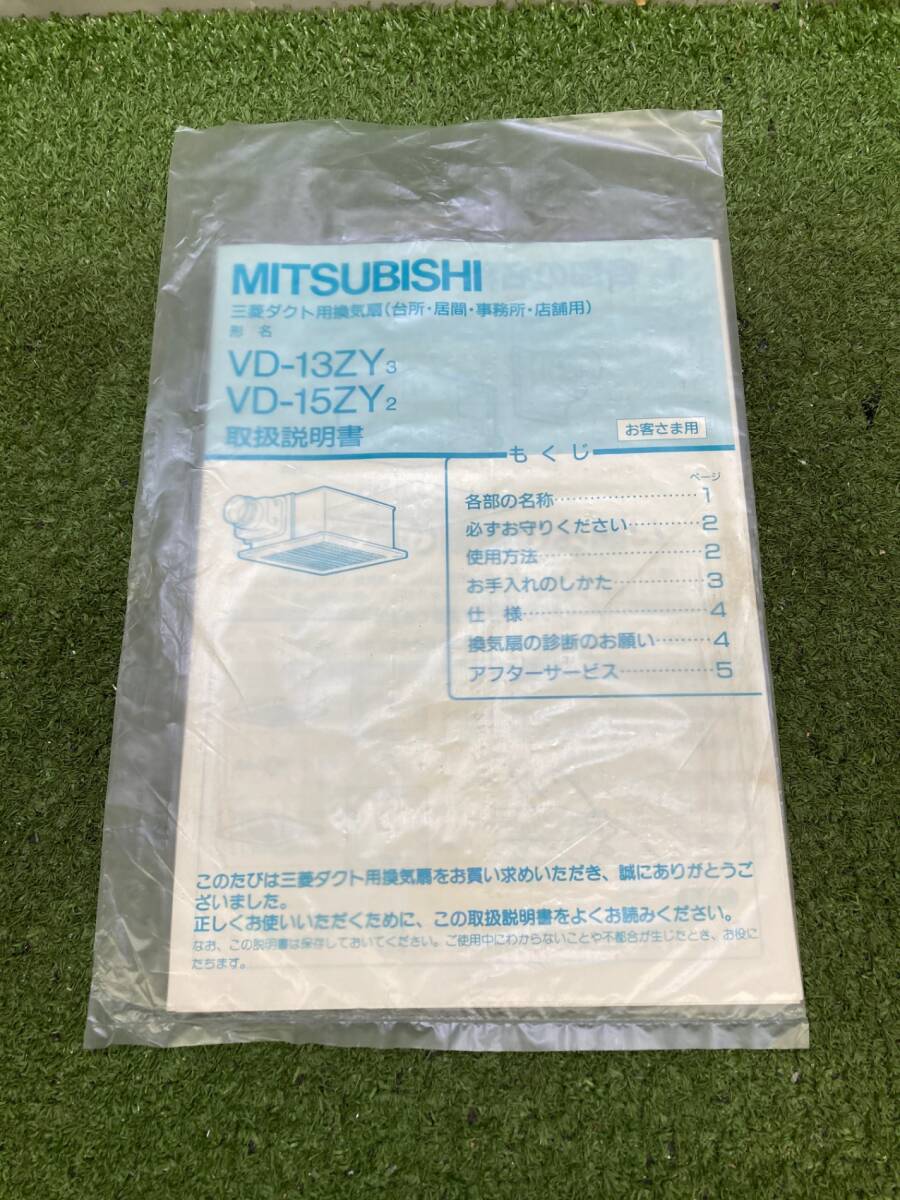 MITSUBISHI
三菱ダクト用換気扇(台所・居間・事務所・店舗用)
形 名
VD-13ZY₃
VD-15ZY₂
取扱説明書
お客さま用
もくじ
ページ
各部の名称……………………1
必ずお守りください…………2
使用方法………………………2
お手入れのしかた……………3
仕 様…………………………4
換気扇の診断のお願い………4
アフターサービス……………5
このたびは三菱ダクト用換気扇をお買い求めいただき、誠にありがとうご
ざいました。
正しくお使いいただくために、この取扱説明書をよくお読みください。
なお、この説明書は保存しておいてください。ご使用中にわからないことや不都合が生じたとき、お役に
たちます。